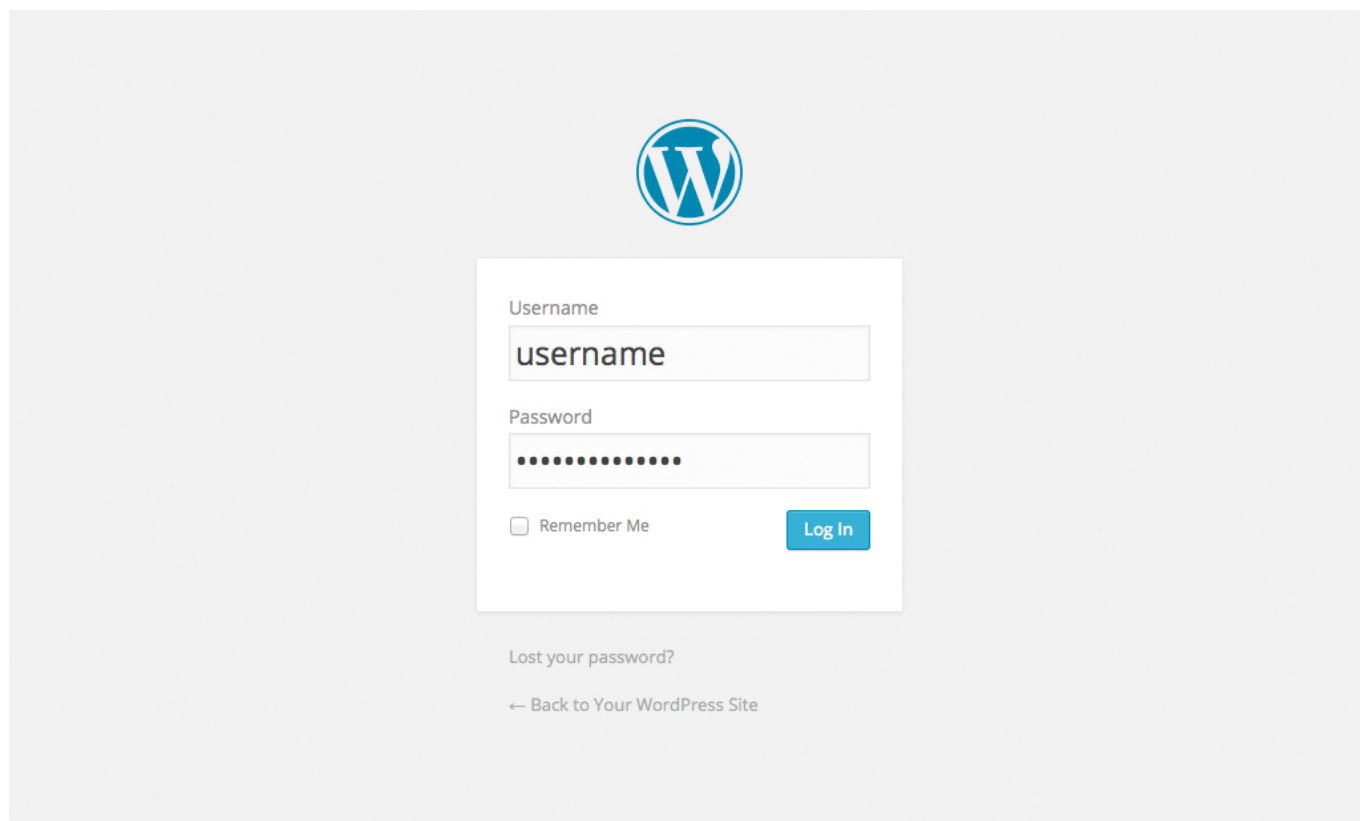 Username
username
Password
••••••••••••••
Remember Me
Log In
Lost your password?
← Back to Your WordPress Site